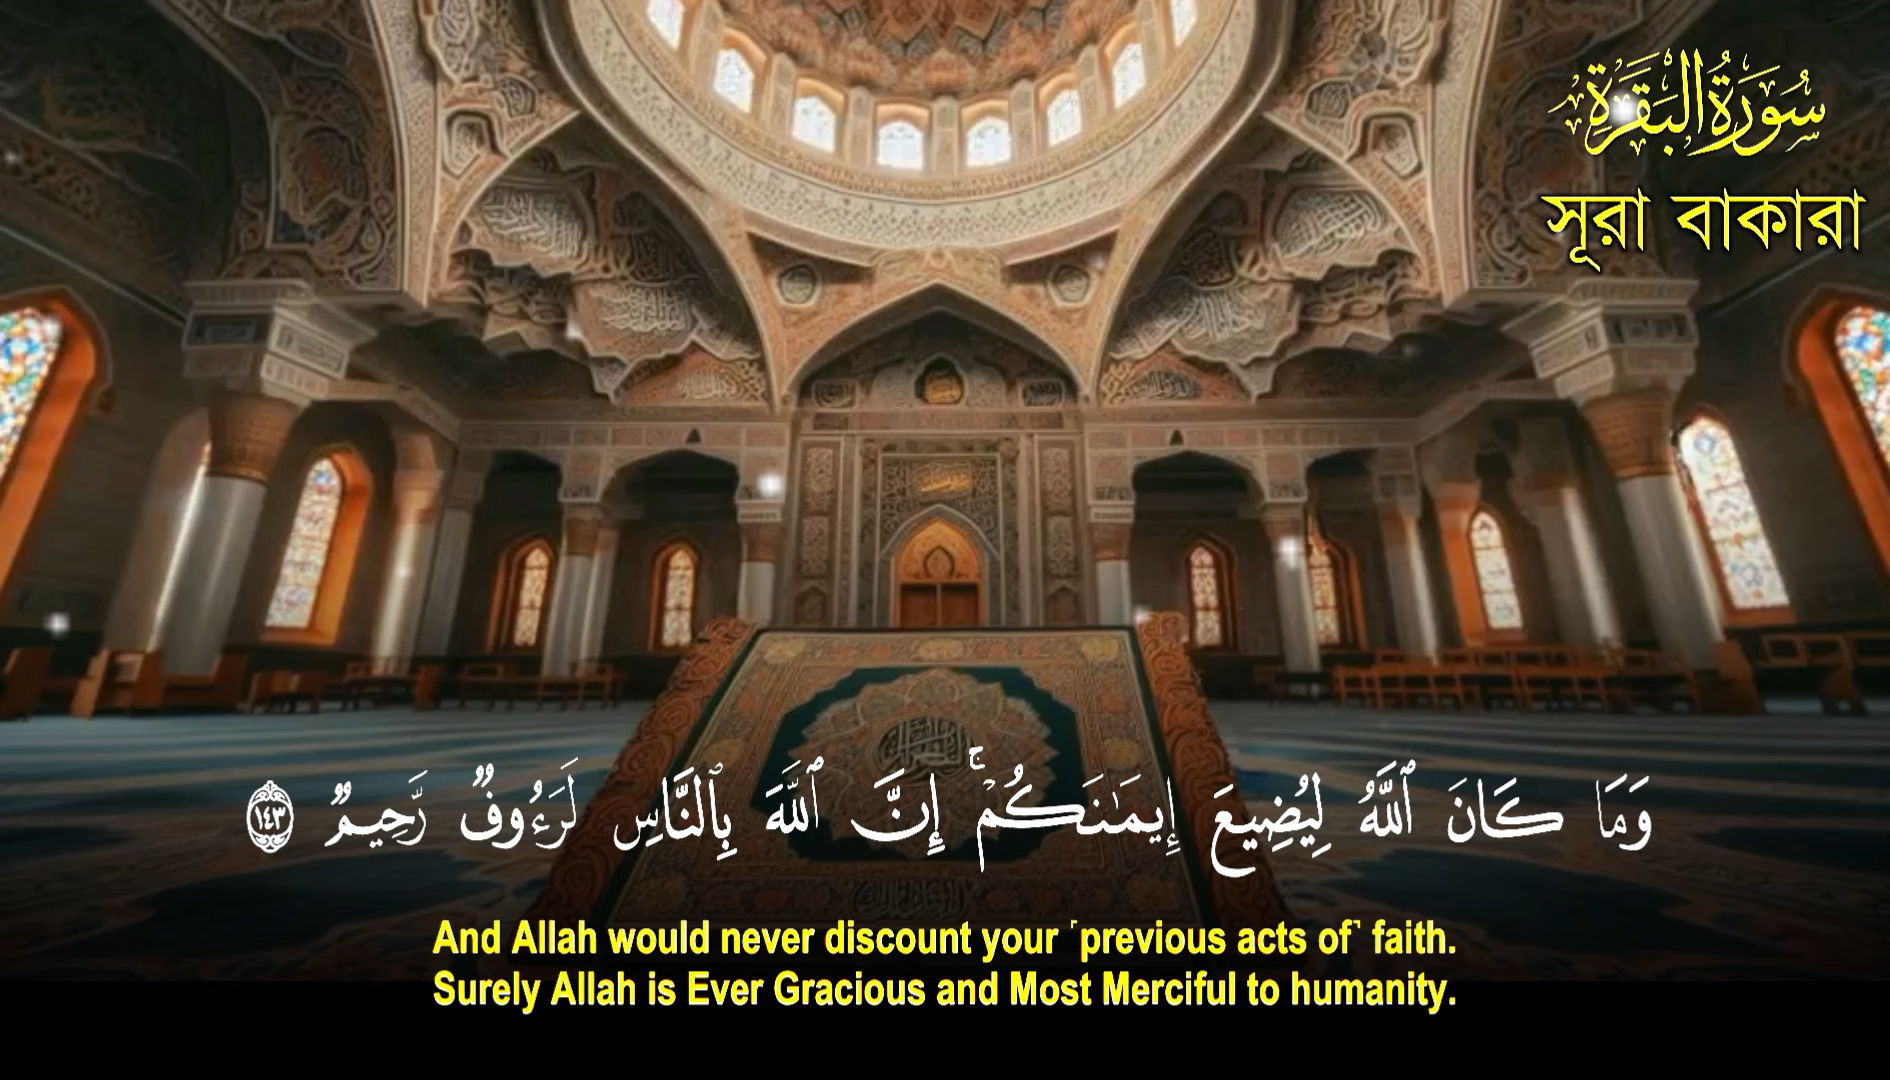 سُورَةُ البَقَرَةِ
সূরা বাকারা
وَمَا كَانَ ٱللَّهُ لِيُضِيعَ إِيمَـٰنَكُمْ ۚ إِنَّ ٱللَّهَ بِٱلنَّاسِ لَرَءُوفٌ رَّحِيمٌ ١٤٣
And Allah would never discount your ˹previous acts of˺ faith.
Surely Allah is Ever Gracious and Most Merciful to humanity.